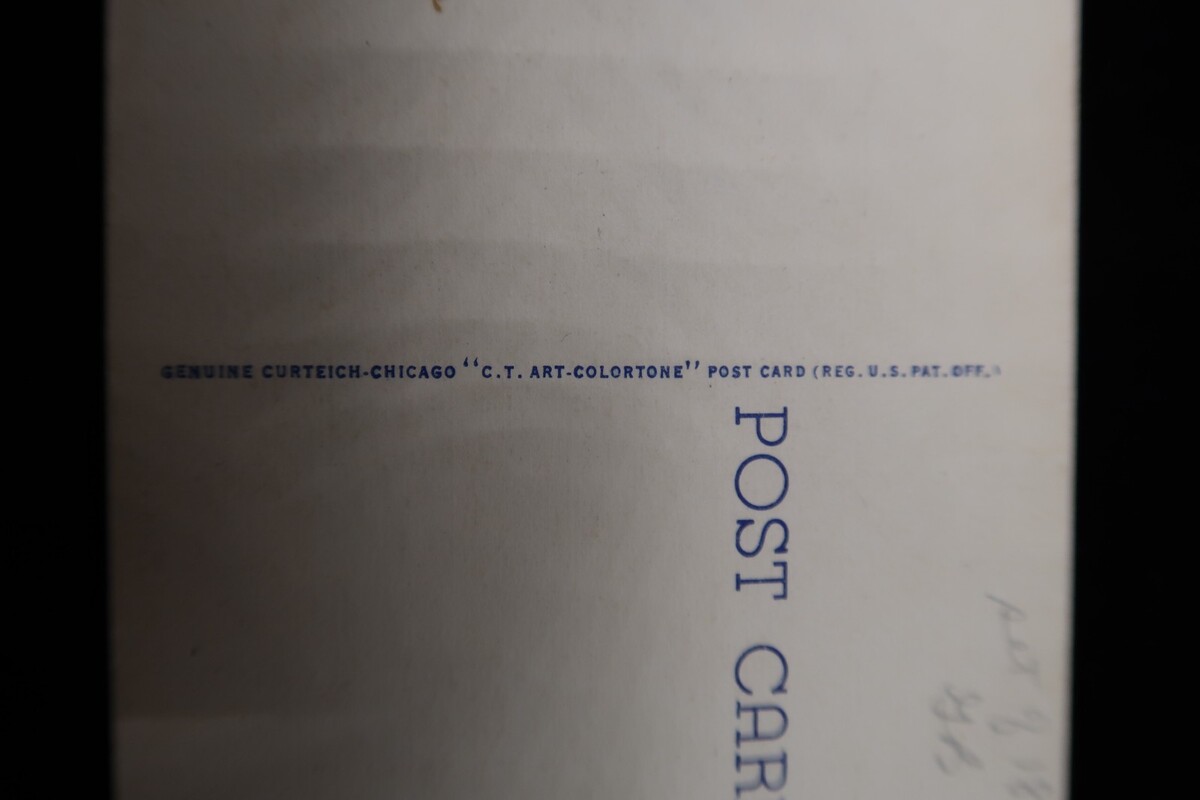 GENUINE CURTEICH-CHICAGO "C.T. ART-COLORTONE" POST CARD (REG. U.S. PAT. OFF.
POST CAR